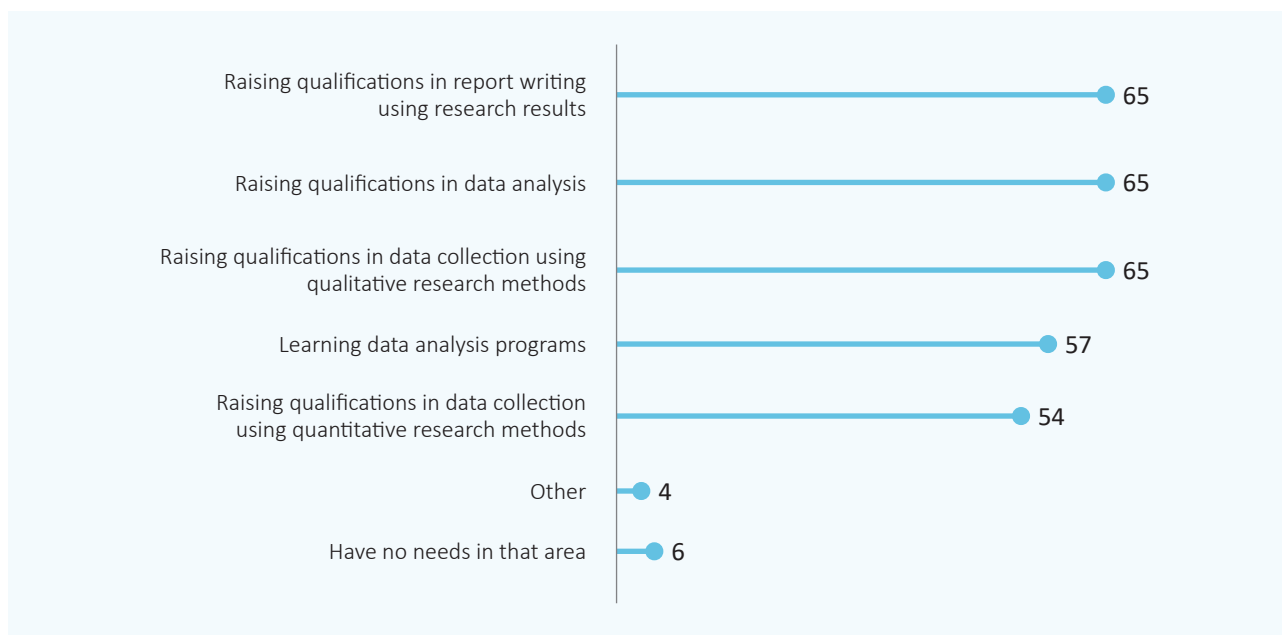 Raising qualifications in report writing
using research results
65
Raising qualifications in data analysis
65
Raising qualifications in data collection using
qualitative research methods
65
Learning data analysis programs
57
Raising qualifications in data collection
using quantitative research methods
54
Other
4
Have no needs in that area
6